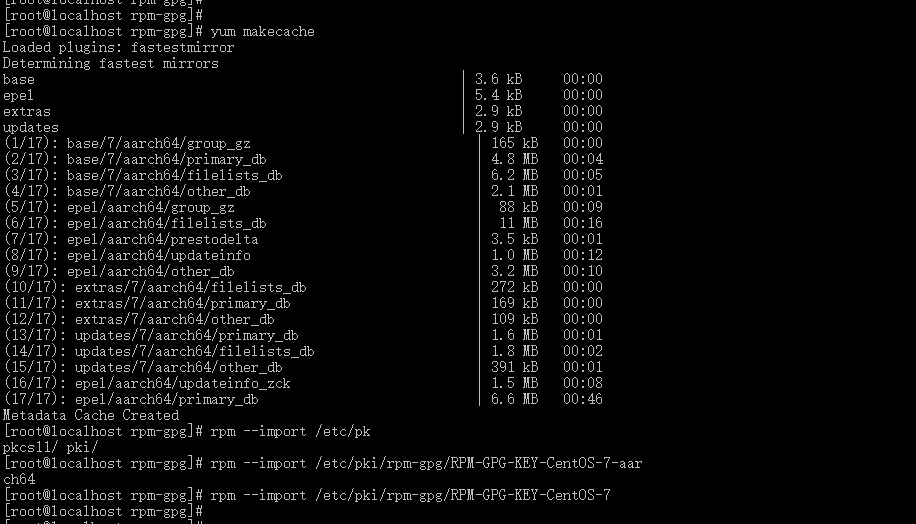 [root@localhost rpm-gpg]#
[root@localhost rpm-gpg]#
[root@localhost rpm-gpg]# yum makecache
Loaded plugins: fastestmirror
Determining fastest mirrors
base | 3.6 kB 00:00
epel | 5.4 kB 00:00
extras | 2.9 kB 00:00
updates | 2.9 kB 00:00
(1/17): base/7/aarch64/group_gz | 165 kB 00:00
(2/17): base/7/aarch64/primary_db | 4.8 MB 00:04
(3/17): base/7/aarch64/filelists_db | 6.2 MB 00:05
(4/17): base/7/aarch64/other_db | 2.1 MB 00:01
(5/17): epel/aarch64/group_gz | 88 kB 00:09
(6/17): epel/aarch64/filelists_db | 11 MB 00:16
(7/17): epel/aarch64/prestodelta | 3.5 kB 00:01
(8/17): epel/aarch64/updateinfo | 1.0 MB 00:12
(9/17): epel/aarch64/other_db | 3.2 MB 00:10
(10/17): extras/7/aarch64/filelists_db | 272 kB 00:00
(11/17): extras/7/aarch64/primary_db | 169 kB 00:00
(12/17): extras/7/aarch64/other_db | 109 kB 00:00
(13/17): updates/7/aarch64/primary_db | 1.6 MB 00:01
(14/17): updates/7/aarch64/filelists_db | 1.8 MB 00:02
(15/17): updates/7/aarch64/other_db | 391 kB 00:01
(16/17): epel/aarch64/updateinfo_zck | 1.5 MB 00:08
(17/17): epel/aarch64/primary_db | 6.6 MB 00:46
Metadata Cache Created
[root@localhost rpm-gpg]# rpm --import /etc/pk
pkcs11/ pki/
[root@localhost rpm-gpg]# rpm --import /etc/pki/rpm-gpg/RPM-GPG-KEY-CentOS-7-aar
ch64
[root@localhost rpm-gpg]# rpm --import /etc/pki/rpm-gpg/RPM-GPG-KEY-CentOS-7
[root@localhost rpm-gpg]#
[root@localhost rpm-gpg]#